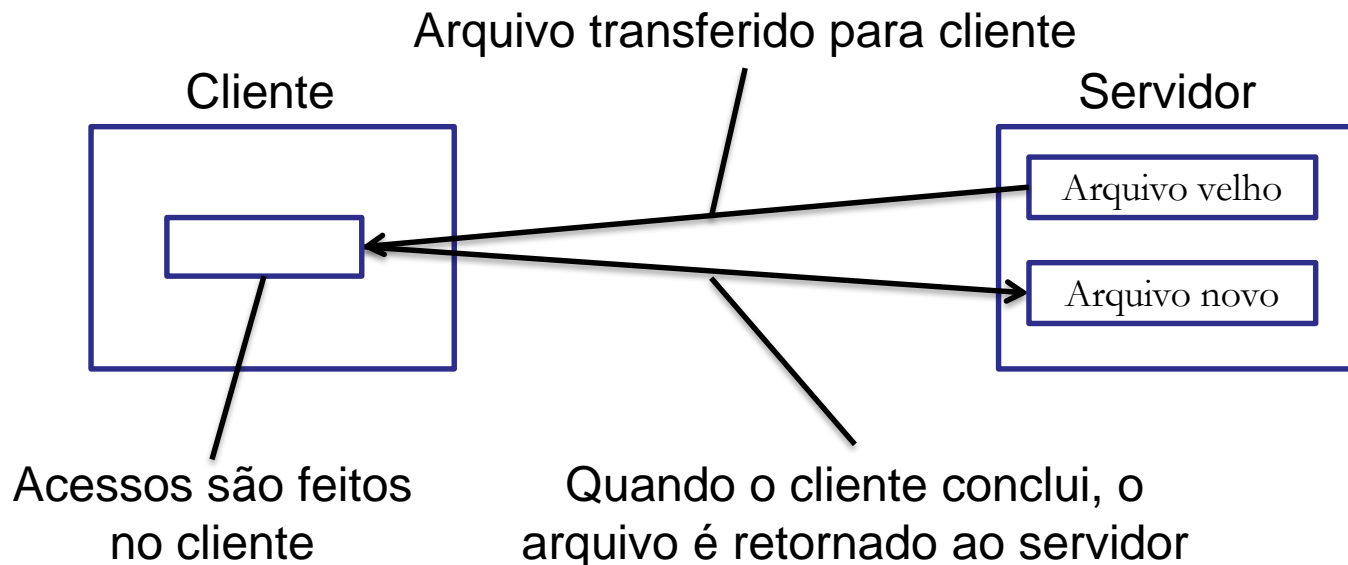 Arquivo transferido para cliente
Cliente
Servidor
Arquivo velho
Arquivo novo
Acessos são feitos
no cliente
Quando o cliente conclui, o
arquivo é retornado ao servidor